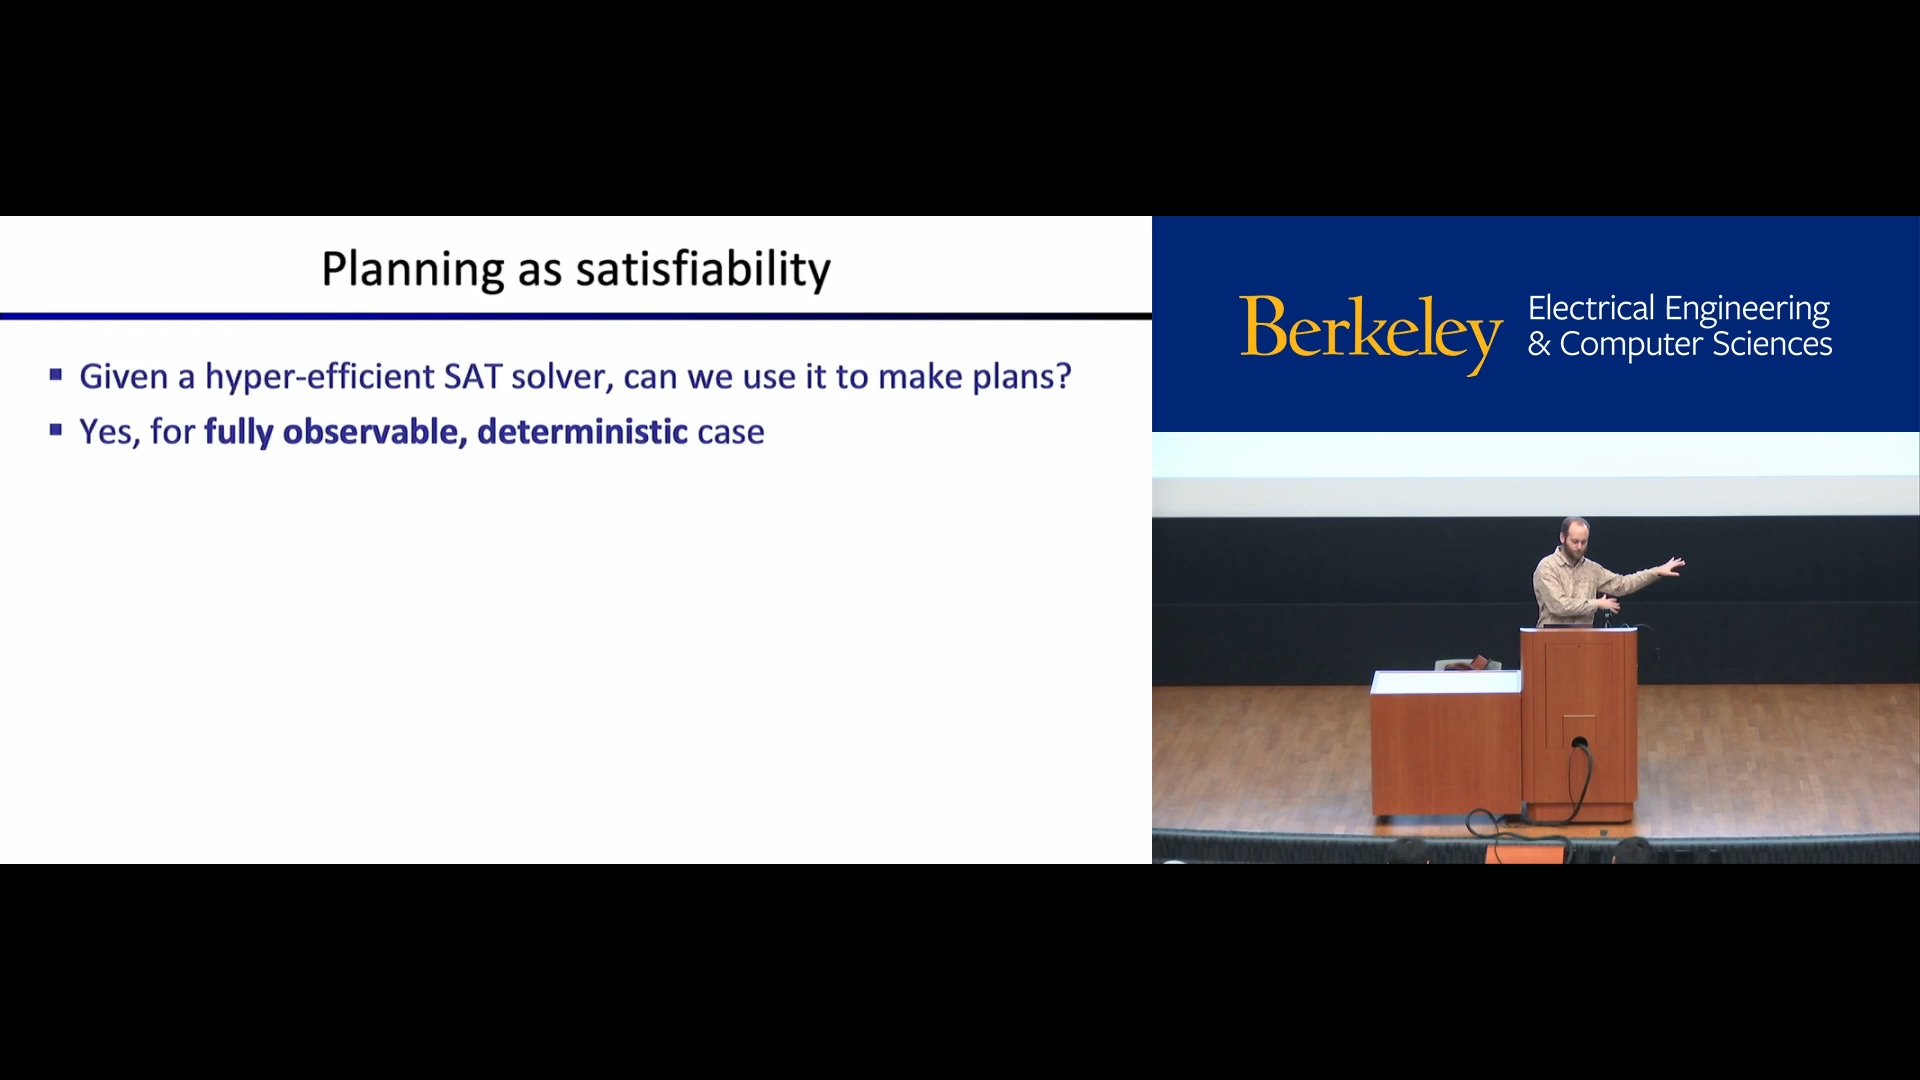 Planning as satisfiability
▪ Given a hyper-efficient SAT solver, can we use it to make plans?
▪ Yes, for fully observable, deterministic case
Berkeley
Electrical Engineering
& Computer Sciences